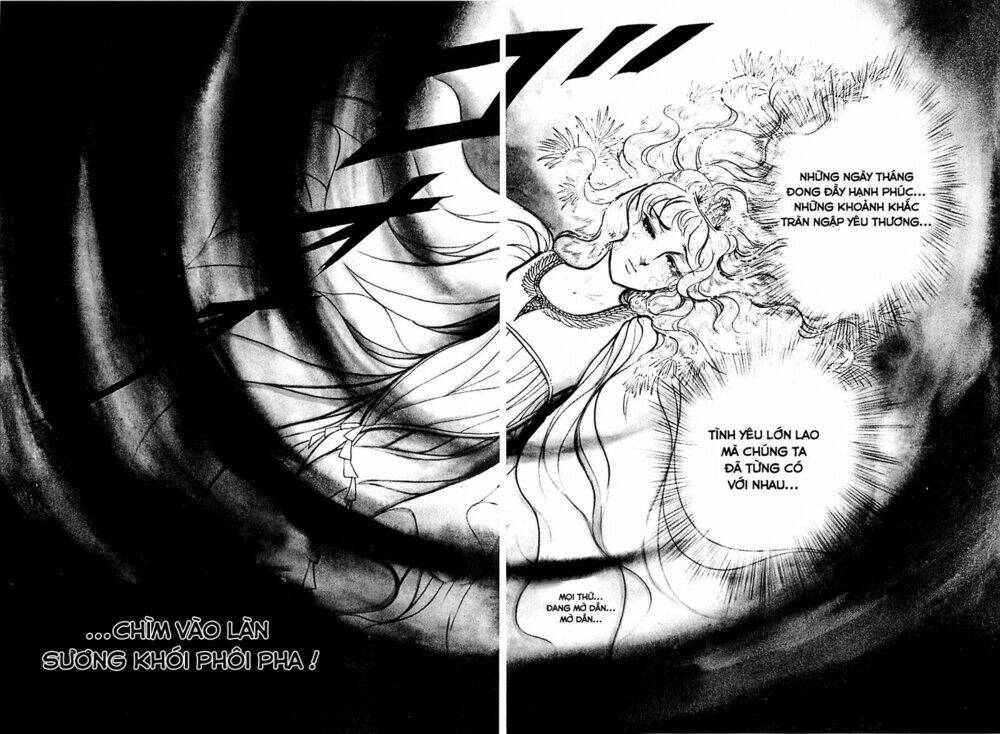 NHỮNG NGÀY THÁNG
ĐONG ĐẦY HẠNH PHÚC...
NHỮNG KHOẢNH KHẮC
TRÀN NGẬP YÊU THƯƠNG...
TÌNH YÊU LỚN LAO
MÀ CHÚNG TA
ĐÃ TỪNG CÓ
VỚI NHAU...
MỌI THỨ...
ĐANG MỜ DẦN...
MỜ DẦN...
...CHÌM VÀO LÀN
SƯƠNG KHÓI PHÔI PHA !